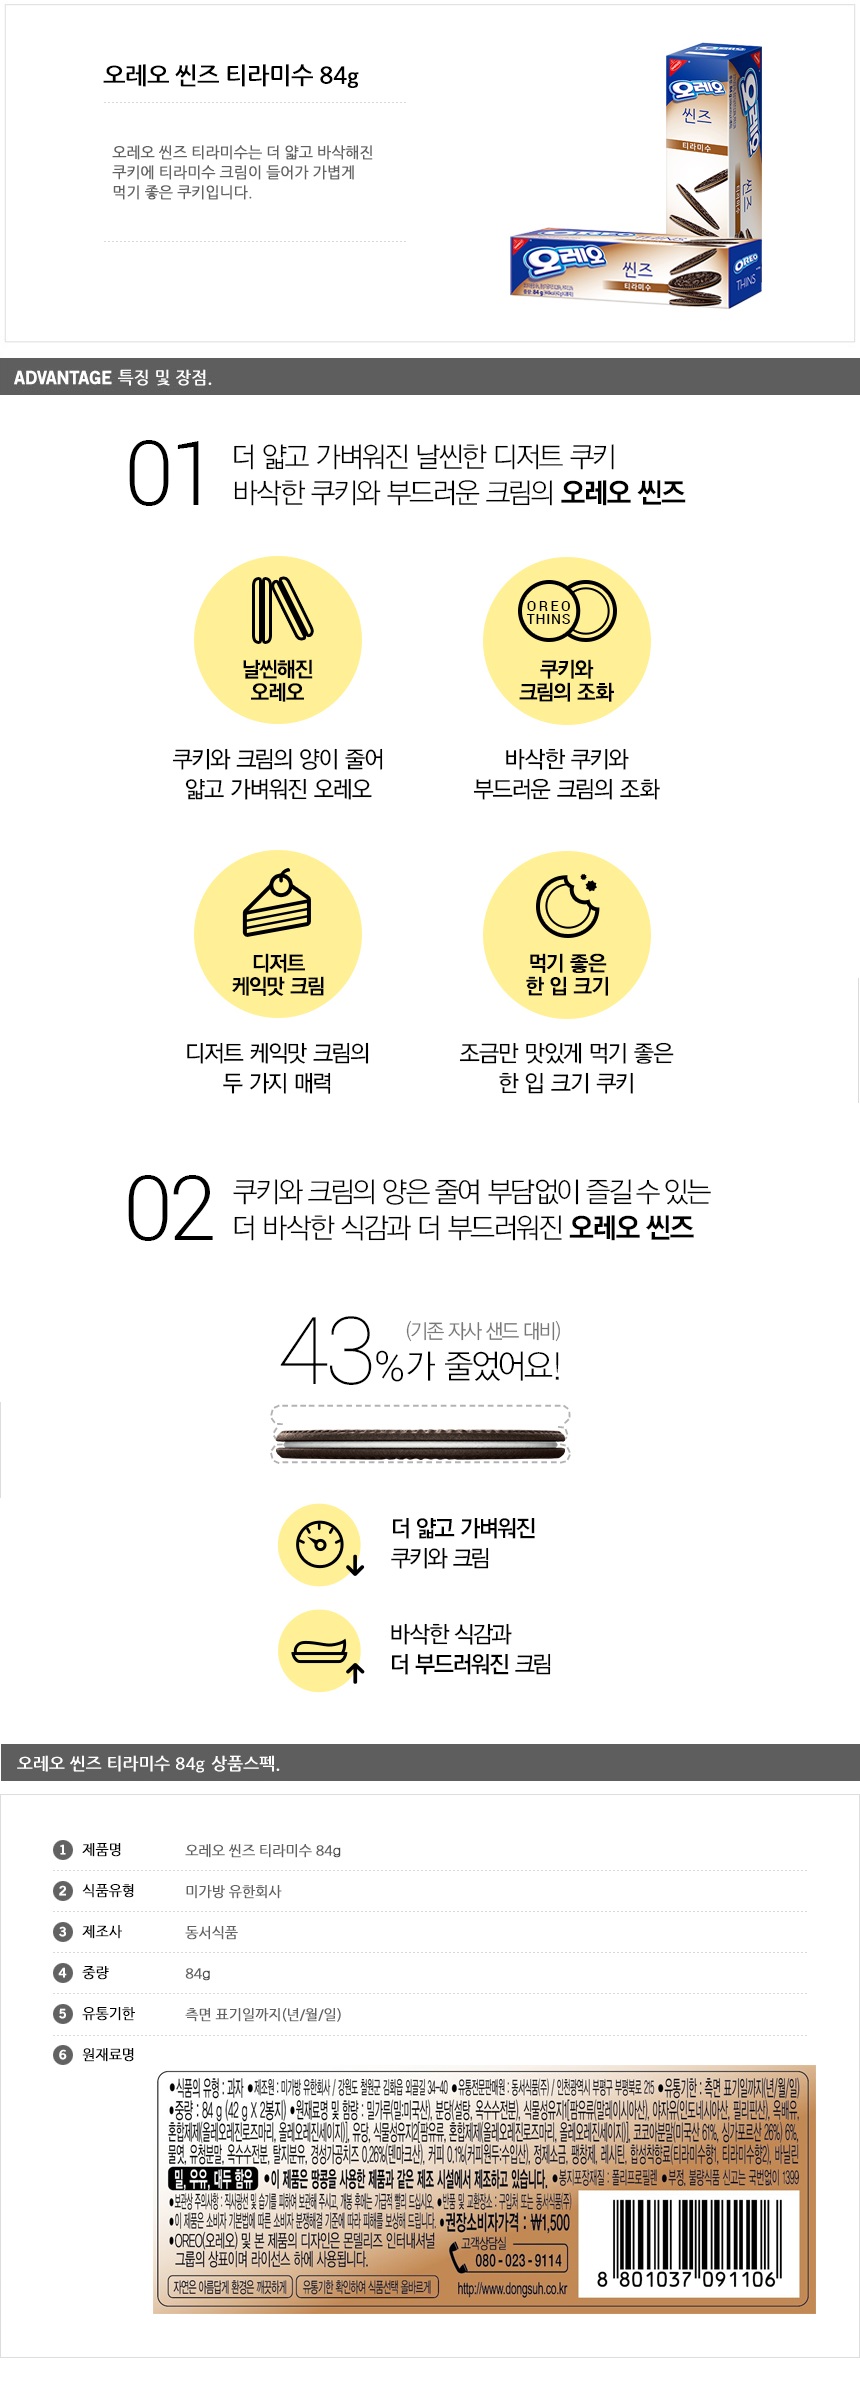 오레오 씬즈 티라미수 84g
오레오 씬즈 티라미수는 더 얇고 바삭해진
쿠키에 티라미수 크림이 들어가 가볍게
먹기 좋은 쿠키입니다.
오레오
씬즈
티라미수
씬즈
오레오
씬즈
티라미수
OREO
THINS
ADVANTAGE 특징 및 장점.
01 더 얇고 가벼워진 날씬한 디저트 쿠키
바삭한 쿠키와 부드러운 크림의 오레오 씬즈
날씬해진
오레오
OREO
THINS
쿠키와
크림의 조화
쿠키와 크림의 양이 줄어
얇고 가벼워진 오레오
바삭한 쿠키와
부드러운 크림의 조화
디저트
케익맛 크림
먹기 좋은
한 입 크기
디저트 케익맛 크림의
두 가지 매력
조금만 맛있게 먹기 좋은
한 입 크기 쿠키
02 쿠키와 크림의 양은 줄여 부담없이 즐길 수 있는
더 바삭한 식감과 더 부드러워진 오레오 씬즈
(기존 자사 샌드 대비)
43%가 줄었어요!
더 얇고 가벼워진
쿠키와 크림
바삭한 식감과
더 부드러워진 크림
오레오 씬즈 티라미수 84g 상품스펙.
1 제품명 오레오 씬즈 티라미수 84g
2 식품유형 미가방 유한회사
3 제조사 동서식품
4 중량 84g
5 유통기한 측면 표기일까지(년/월/일)
6 원재료명
•식품의 유형 : 과자 •제조원 : 미가방 유한회사 / 강원도 철원군 김화읍 외골길 34-40 •유통전문판매원 : 동서식품(주) / 인천광역시 부평구 부평북로 215 •유통기한 : 측면 표기일까지(년/월/일)
•중량 : 84 g (42 g X 2봉지) •원재료명 및 함량 : 밀가루(밀:미국산), 분당(설탕, 옥수수전분), 식물성유지1[팜유류(말레이시아산), 야자유(인도네시아산, 필리핀산), 옥배유,
혼합제제(올레오레진로즈마리, 올레오레진세이지)], 유당, 식물성유지2[팜유류, 혼합제제(올레오레진로즈마리, 올레오레진세이지)], 코코아분말(미국산 61%, 싱가포르산 26%) 6%,
물엿, 유청분말, 옥수수전분, 탈지분유, 경성가공치즈 0.26%(덴마크산), 커피 0.1%(커피원두:수입산), 정제소금, 팽창제, 레시틴, 합성착향료(티라미수향1, 티라미수향2), 바닐린
밀, 우유, 대두 함유 •이 제품은 땅콩을 사용한 제품과 같은 제조 시설에서 제조하고 있습니다. •봉지포장재질 : 폴리프로필렌 •부정, 불량식품 신고는 국번없이 1399
•보관상 주의사항 : 직사광선 및 습기를 피하여 보관해 주시고, 개봉 후에는 가급적 빨리 드십시오. •반품 및 교환장소 : 구입처 또는 동서식품(주)
•이 제품은 소비자 기본법에 따른 소비자 분쟁해결 기준에 따라 피해를 보상해 드립니다. •권장소비자가격 : ₩1,500
•OREO(오레오) 및 본 제품의 디자인은 몬델리즈 인터내셔널
그룹의 상표이며 라이선스 하에 사용됩니다.
고객상담실
080 - 023 - 9114
자연은 아름답게 환경은 깨끗하게
유통기한 확인하여 식품선택 올바르게
http://www.dongsuh.co.kr
8 801037 091106